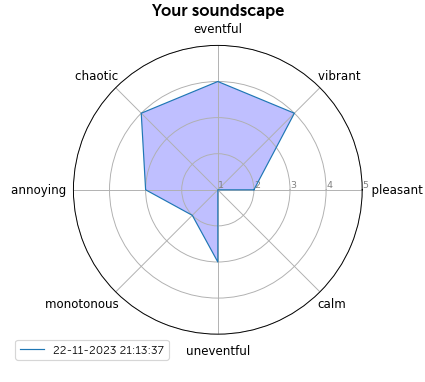 Your soundscape
eventful
chaotic
vibrant
annoying
1
2
3
4
5
pleasant
monotonous
calm
uneventful
22-11-2023 21:13:37